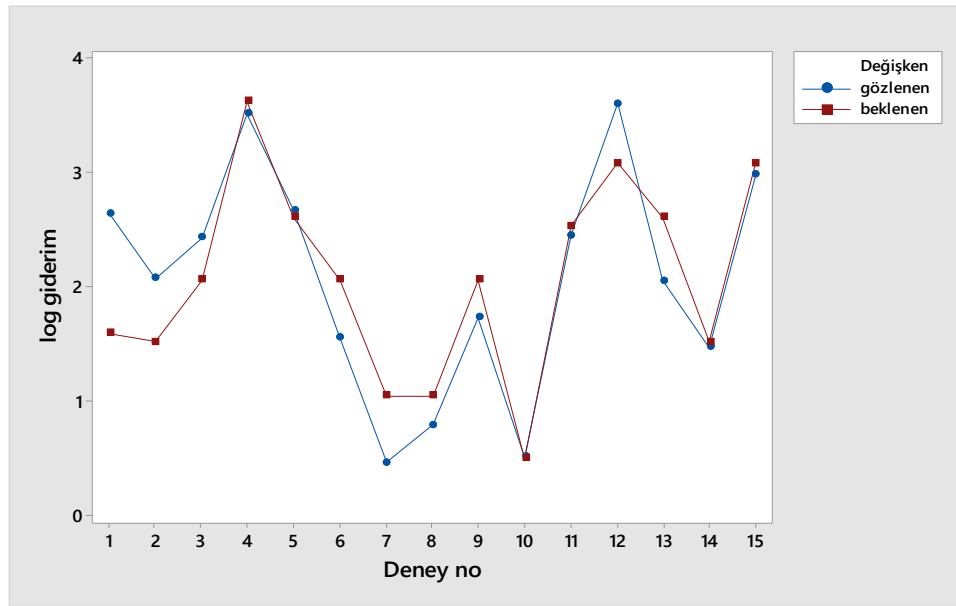 Değişken
gözlenen
beklenen
4
3
2
1
0
log giderim
1 2 3 4 5 6 7 8 9 10 11 12 13 14 15
Deney no